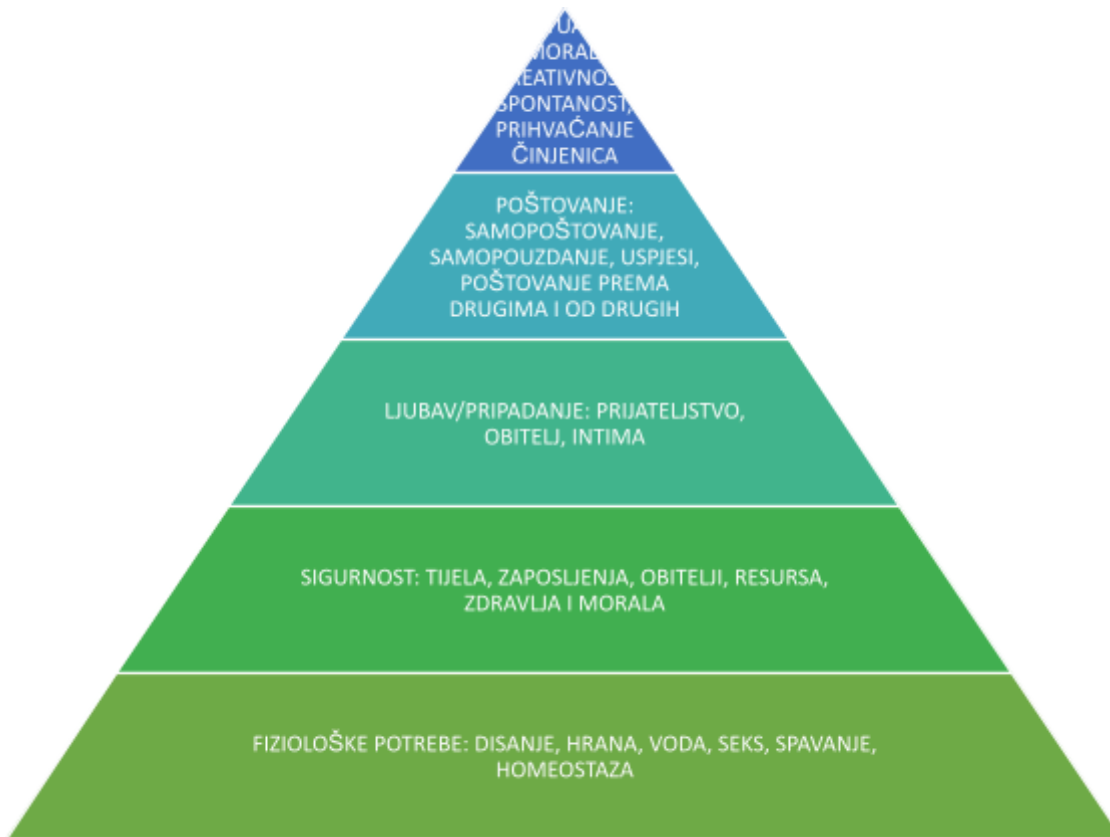 SPONTANOST,
PRIHVAĆANJE
ČINJENICA
POŠTOVANJE:
SAMOPOŠTOVANJE,
SAMOPOUZDANJE, USPJESI,
POŠTOVANJE PREMA
DRUGIMA I OD DRUGIH
LJUBAV/PRIPADANJE: PRIJATELJSTVO,
OBITELJ, INTIMA
SIGURNOST: TIJELA, ZAPOSLJENJA, OBITELJI, RESURSA,
ZDRAVLJA I MORALA
FIZIOLOŠKE POTREBE: DISANJE, HRANA, VODA, SEKS, SPAVANJE,
HOMEOSTAZA